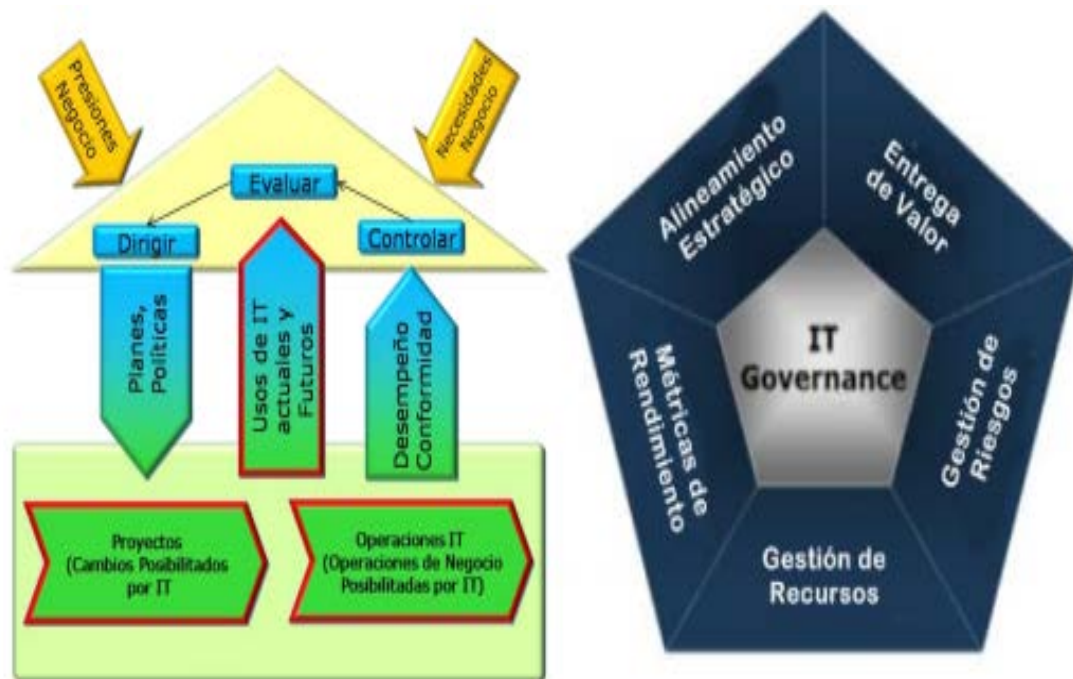 Presiones
Negocio
Necesidades
Negocio
Evaluar
Dirigir
Controlar
Planes,
Políticas
Usos de IT
actuales y
Futuros
Desempeño
Conformidad
Proyectos
(Cambios Posibilitados
por IT
Operaciones IT
(Operaciones de Negocio
Posibilitadas por IT)
Alineamiento
Estratégico
Entrega
de Valor
IT
Governance
Métricas de
Rendimiento
Gestión de
Riesgos
Gestión de
Recursos